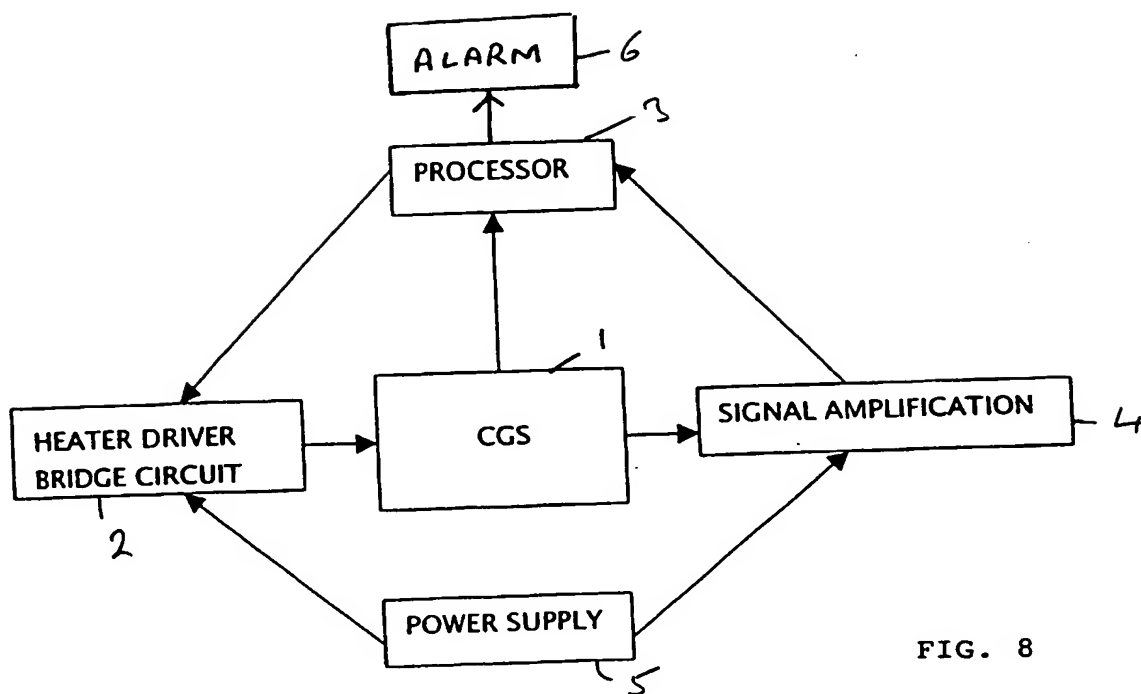 ALARM
6
3
PROCESSOR
1
HEATER DRIVER
BRIDGE CIRCUIT
CGS
SIGNAL AMPLIFICATION
4
2
POWER SUPPLY
5
FIG. 8